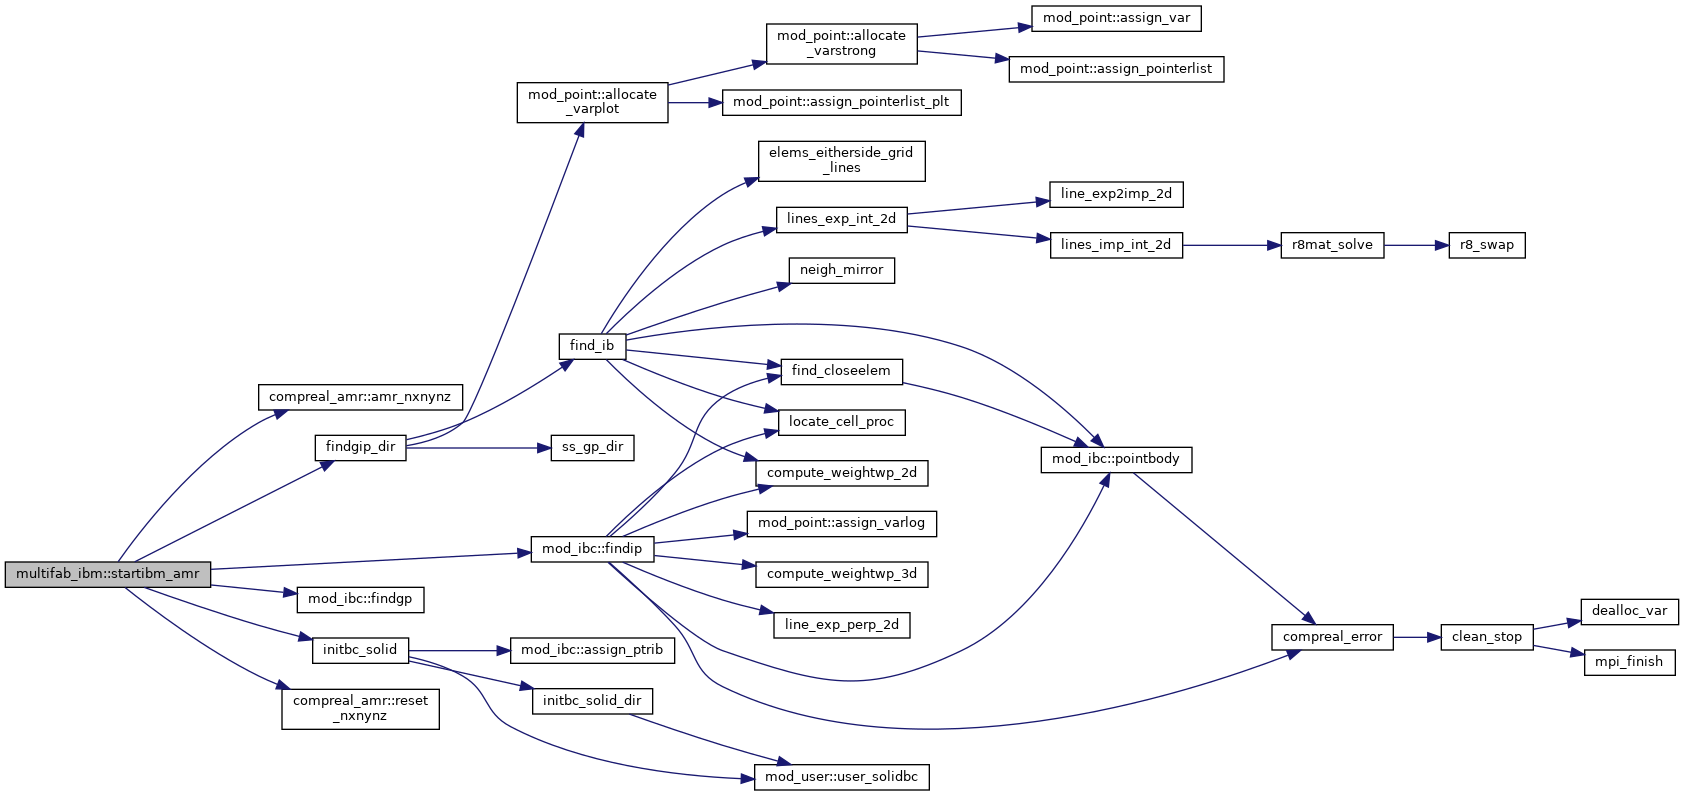 mod_point::assign_var
mod_point::allocate
_varstrong
mod_point::assign_pointerlist
mod_point::allocate
_varplot
mod_point::assign_pointerlist_plt
elems_eitherside_grid
_lines
line_exp2imp_2d
lines_exp_int_2d
lines_imp_int_2d
r8mat_solve
r8_swap
neigh_mirror
find_ib
find_closeelem
compreal_amr::amr_nxnynz
locate_cell_proc
findgip_dir
ss_gp_dir
mod_ibc::pointbody
compute_weightwp_2d
mod_point::assign_varlog
mod_ibc::findip
multifab_ibm::startibm_amr
compute_weightwp_3d
mod_ibc::findgp
line_exp_perp_2d
dealloc_var
compreal_error
clean_stop
initbc_solid
mod_ibc::assign_ptrib
mpi_finish
compreal_amr::reset
_nxnynz
initbc_solid_dir
mod_user::user_solidbc